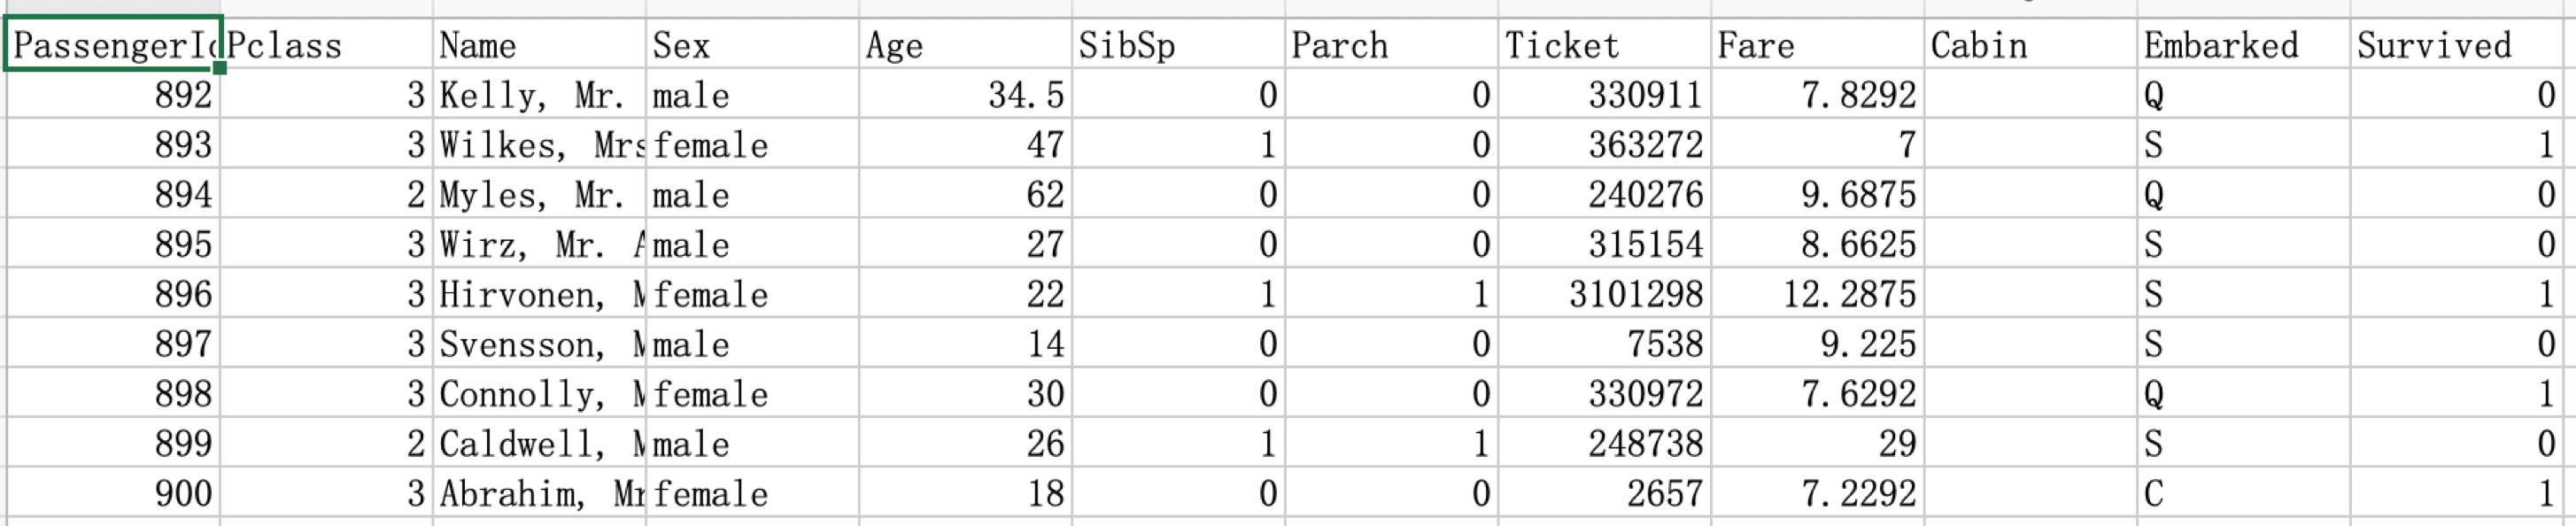 PassengerId Pclass Name Sex Age SibSp Parch Ticket Fare Cabin Embarked Survived
892 3 Kelly, Mr. male 34.5 0 0 330911 7.8292 Q 0
893 3 Wilkes, Mrs female 47 1 0 363272 7 S 1
894 2 Myles, Mr. male 62 0 0 240276 9.6875 Q 0
895 3 Wirz, Mr. A male 27 0 0 315154 8.6625 S 0
896 3 Hirvonen, M female 22 1 1 3101298 12.2875 S 1
897 3 Svensson, M male 14 0 0 7538 9.225 S 0
898 3 Connolly, M female 30 0 0 330972 7.6292 Q 1
899 2 Caldwell, M male 26 1 1 248738 29 S 0
900 3 Abrahim, Mr female 18 0 0 2657 7.2292 C 1